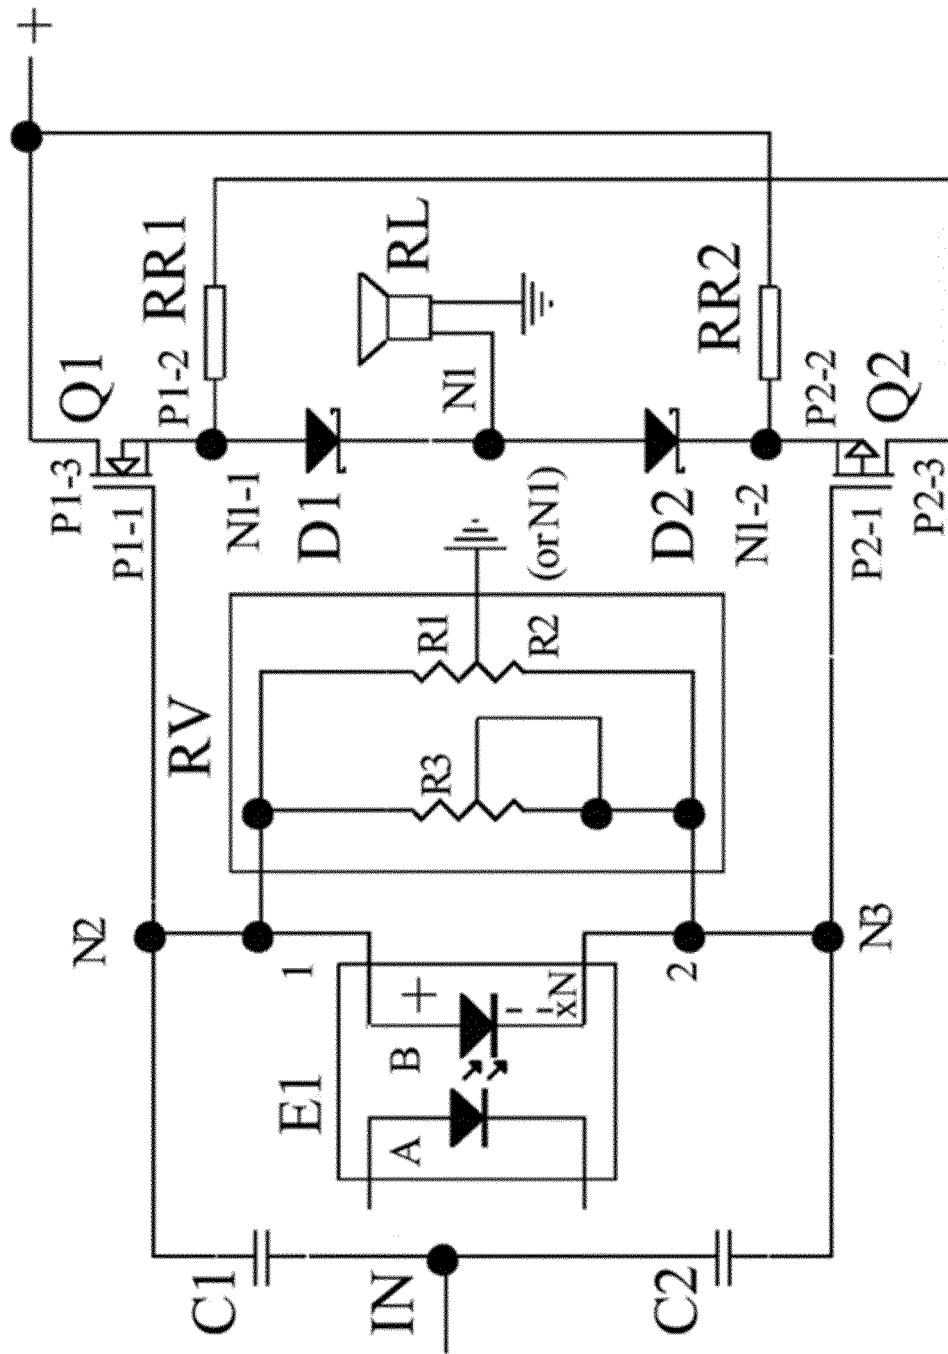 +
Q1
RR1
P1-3
P1-2
P1-1
N1-1
D1
RL
N1
(or N1)
RR2
D2
N1-2
P2-2
Q2
P2-1
P2-3
RV
R1
R2
R3
N2
1
2
N3
E1
B
+
- -
xN
A
C1
IN
C2